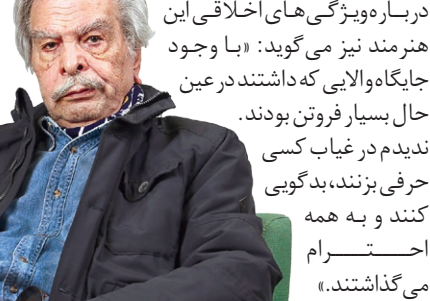 درباره‌ویژگی‌های اخلاقی این
هنرمند نیز می‌گوید: «با وجود
جایگاه‌والایی که‌داشتند در عین
حال بسیار فروتن بودند.
ندیدم در غیاب کسی
حرفی بزنند، بدگویی
کنند و به همه
احترام
می‌گذاشتند.»